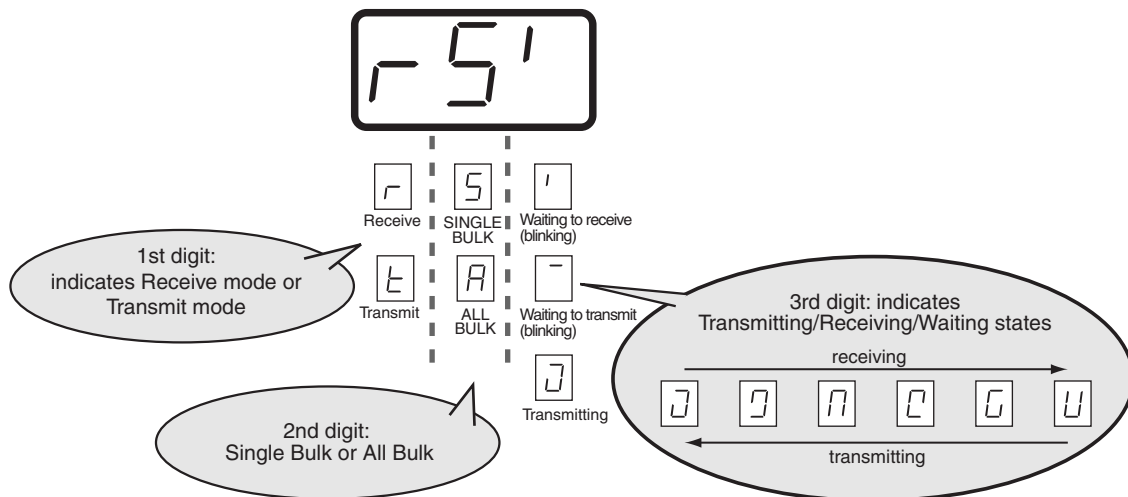 r S '
r S '
Receive
SINGLE
BULK
Waiting to receive
(blinking)
1st digit:
indicates Receive mode or
Transmit mode
t A ¯
Transmit
ALL
BULK
Waiting to transmit
(blinking)
3rd digit: indicates
Transmitting/Receiving/Waiting states
receiving
Transmitting
transmitting
2nd digit:
Single Bulk or All Bulk